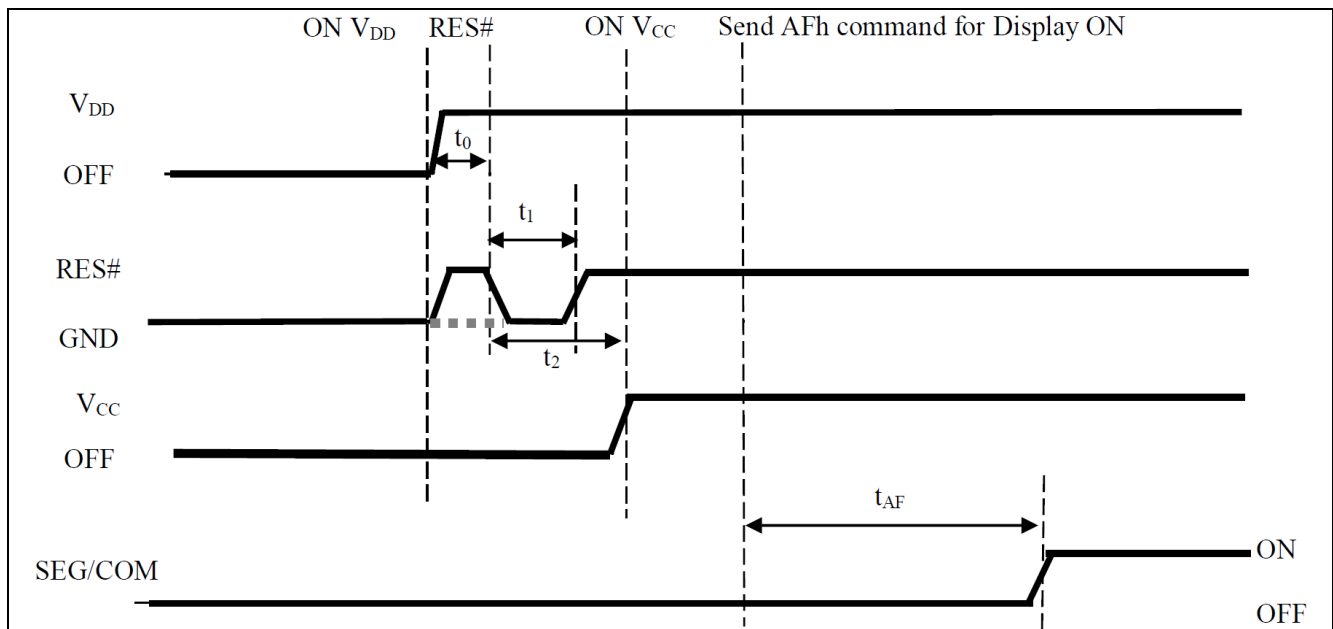 ON VDD RES# ON VCC Send AFh command for Display ON
VDD
t0
OFF
t1
RES#
GND
t2
VCC
OFF
tAF
ON
SEG/COM
OFF